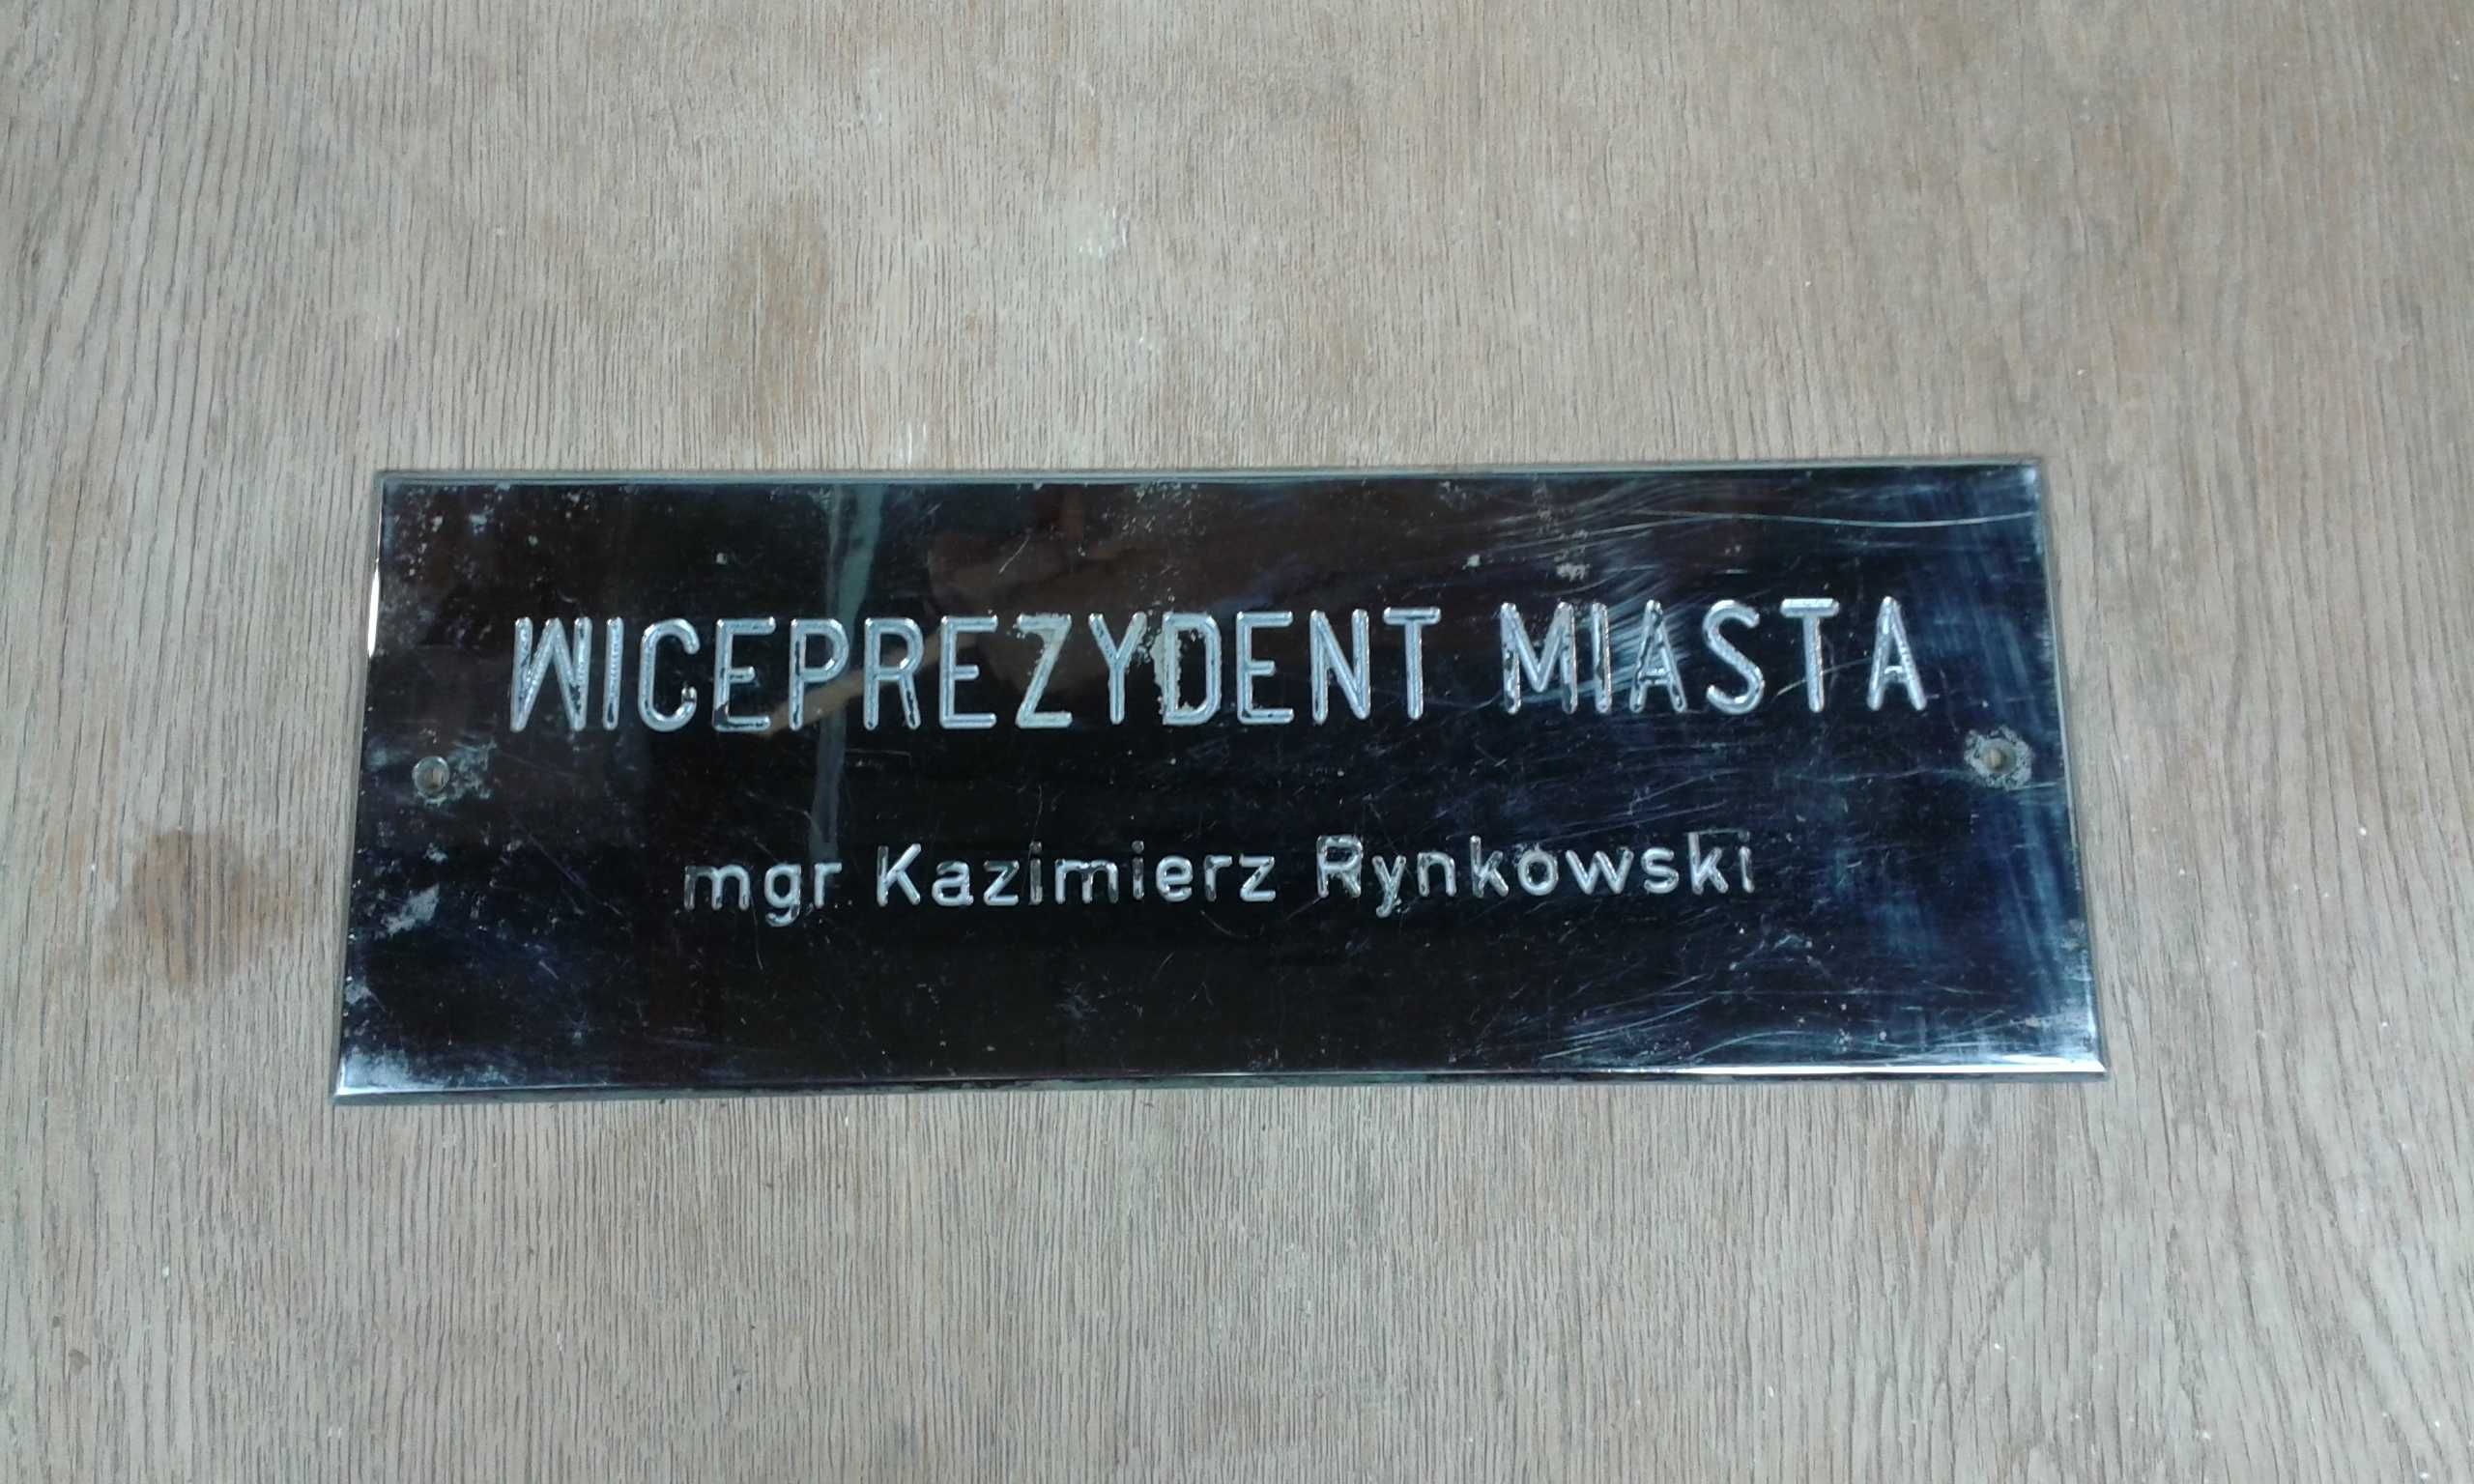 WICEPREZYDENT MIASTA
mgr Kazimierz Rynkowski